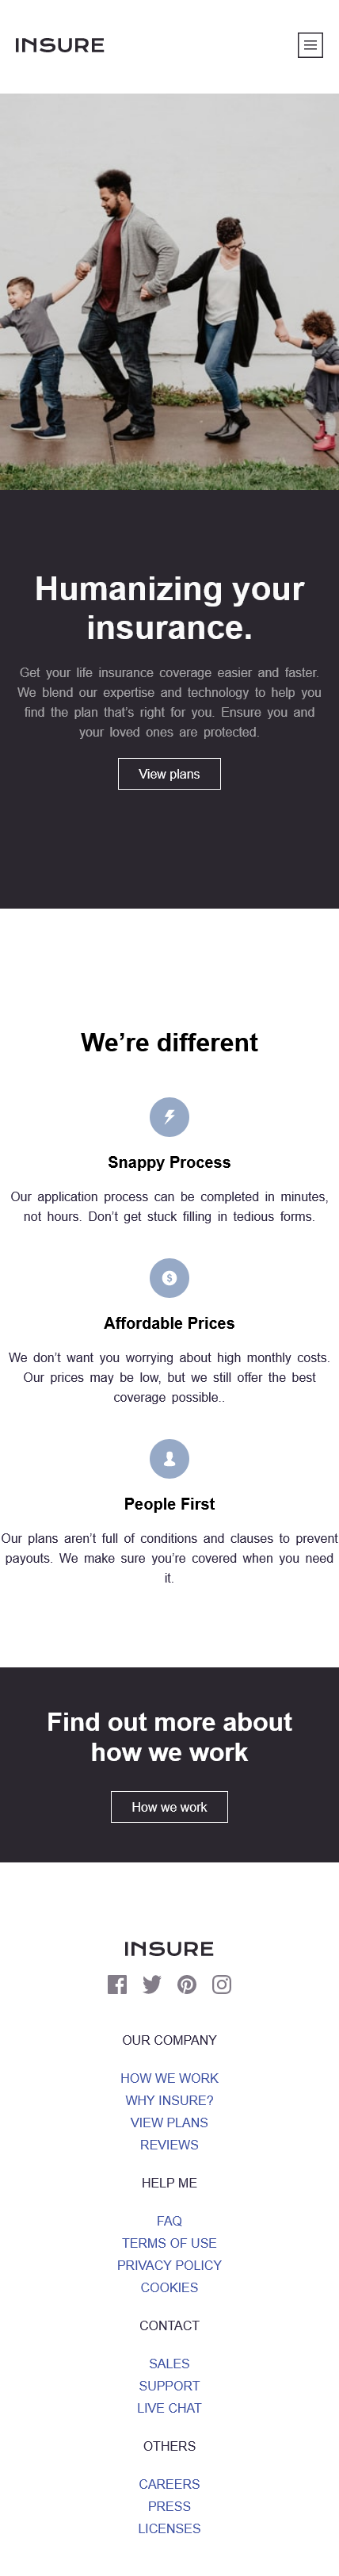 INSURE
Humanizing your
insurance.
Get your life insurance coverage easier and faster.
We blend our expertise and technology to help you
find the plan that’s right for you. Ensure you and
your loved ones are protected.
View plans
We’re different
Snappy Process
Our application process can be completed in minutes,
not hours. Don’t get stuck filling in tedious forms.
$
Affordable Prices
We don’t want you worrying about high monthly costs.
Our prices may be low, but we still offer the best
coverage possible..
People First
Our plans aren’t full of conditions and clauses to prevent
payouts. We make sure you’re covered when you need
it.
Find out more about
how we work
How we work
INSURE
OUR COMPANY
HOW WE WORK
WHY INSURE?
VIEW PLANS
REVIEWS
HELP ME
FAQ
TERMS OF USE
PRIVACY POLICY
COOKIES
CONTACT
SALES
SUPPORT
LIVE CHAT
OTHERS
CAREERS
PRESS
LICENSES